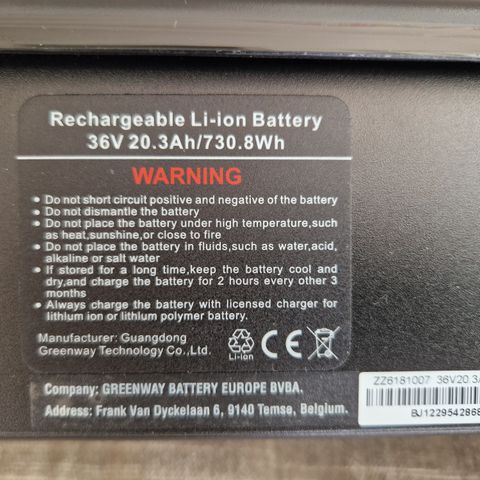 Rechargeable Li-ion Battery
36V 20.3Ah/730.8Wh
WARNING
● Do not short circuit positive and negative of the battery
● Do not dismantle the battery
● Do not place the battery under high temperature,such
as heat,sunshine,or close to fire
● Do not place the battery in fluids,such as water,acid,
alkaline or salt water
● If stored for a long time,keep the battery cool and
dry,and charge the battery for 2 hours every other 3
months
● Always charge the battery with licensed charger for
lithium ion or lithium polymer battery.
Manufacturer: Guangdong
Greenway Technology Co.,Ltd.
Li-ion
Company: GREENWAY BATTERY EUROPE BVBA.
Address: Frank Van Dyckelaan 6, 9140 Temse, Belgium.
ZZ6181007 36V20.3A
BJ1229542868